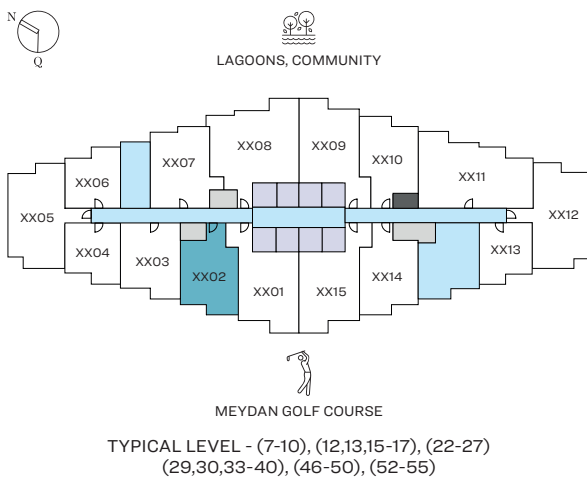 N
Q
LAGOONS, COMMUNITY
XX08
XX09
XX07
XX10
XX06
XX11
XX05
XX12
XX04
XX03
XX02
XX01
XX15
XX14
XX13
MEYDAN GOLF COURSE
TYPICAL LEVEL - (7-10), (12,13,15-17), (22-27)
(29,30,33-40), (46-50), (52-55)